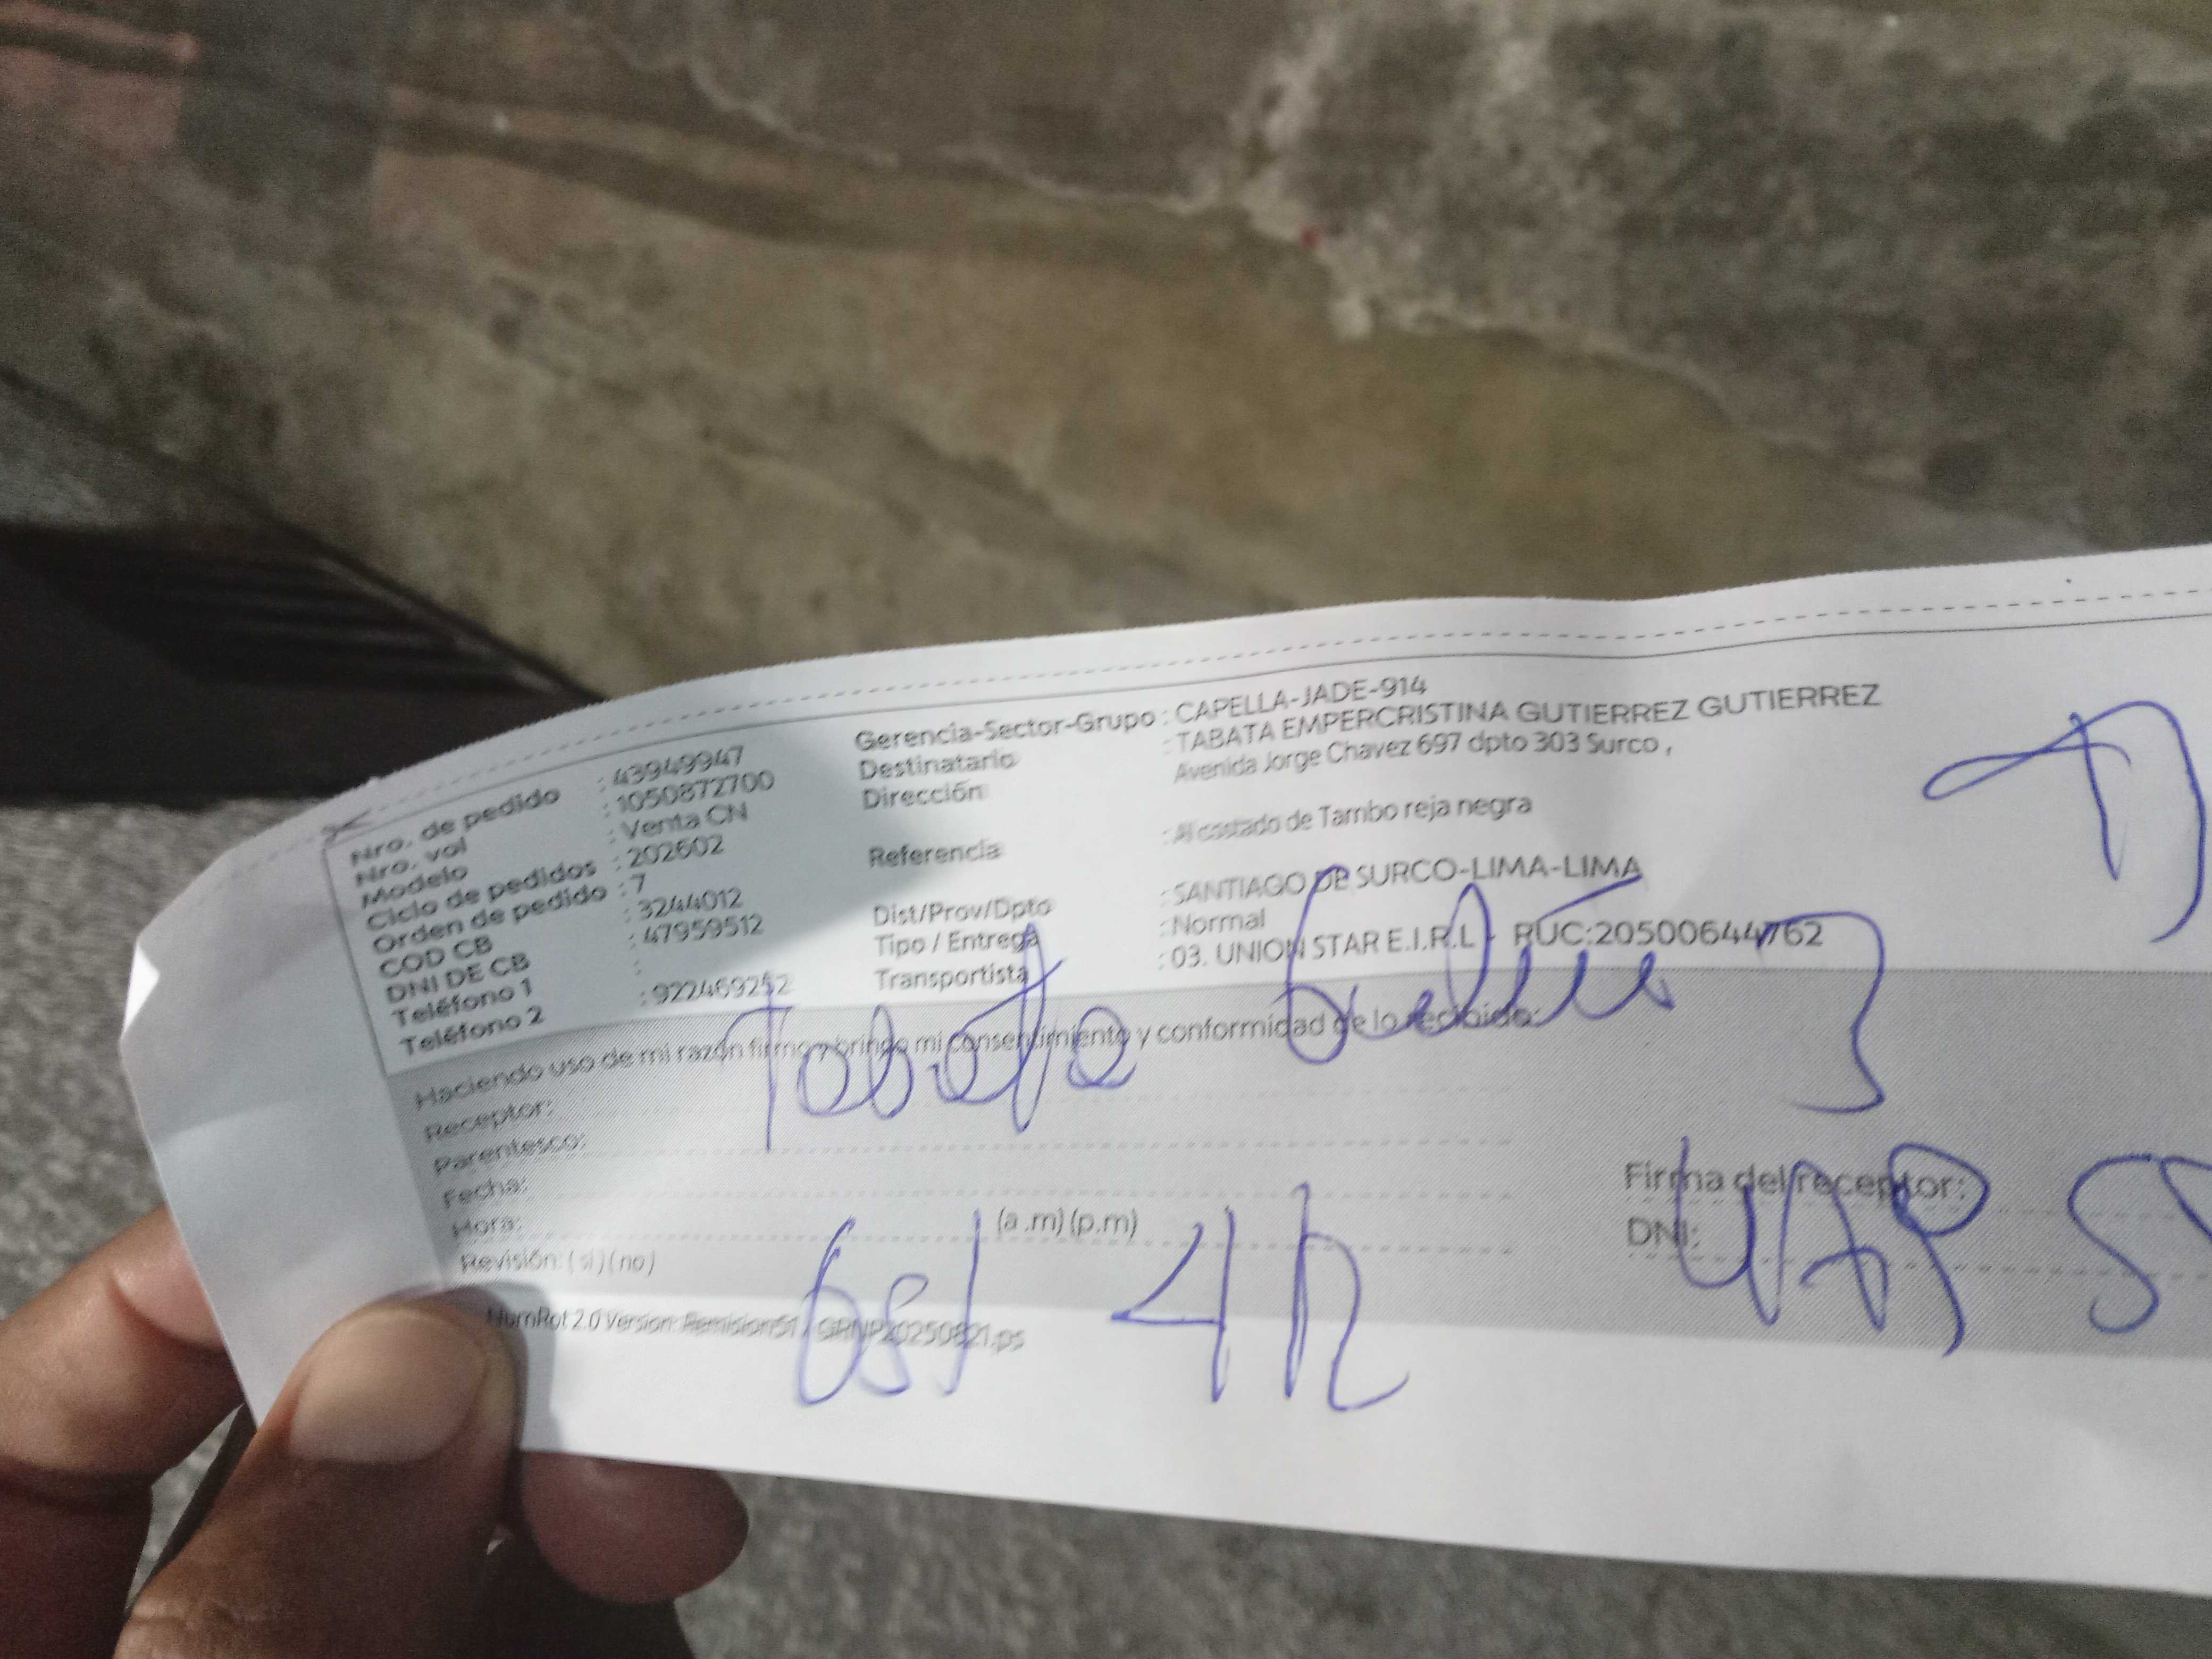 Nro. de pedido : 43949947
Nro. vol : 1050872700
Modelo : Venta CN
Ciclo de pedidos : 202602
Orden de pedido : 7
COD CB : 3244012
DNI DE CB : 47959512
Teléfono 1 :
Teléfono 2 : 922469252
Gerencia-Sector-Grupo : CAPELLA-JADE-914
Destinatario : TABATA EMPERCRISTINA GUTIERREZ GUTIERREZ
Dirección Avenida Jorge Chavez 697 dpto 303 Surco ,
Referencia : Al costado de Tambo reja negra
Dist/Prov/Dpto : SANTIAGO DE SURCO-LIMA-LIMA
Tipo / Entrega : Normal
Transportista : 03. UNION STAR E.I.R.L - RUC:20500644762
Haciendo uso de mi razón firmo y brindo mi consentimiento y conformidad de lo recibido:
Receptor: Tabata
Parentesco:
Fecha:
Hora: (a.m)(p.m)
Revisión: (si)(no)
Firma del receptor:
DNI:
NumRot 2.0 Version: Remision51 / GRNP20250821.ps